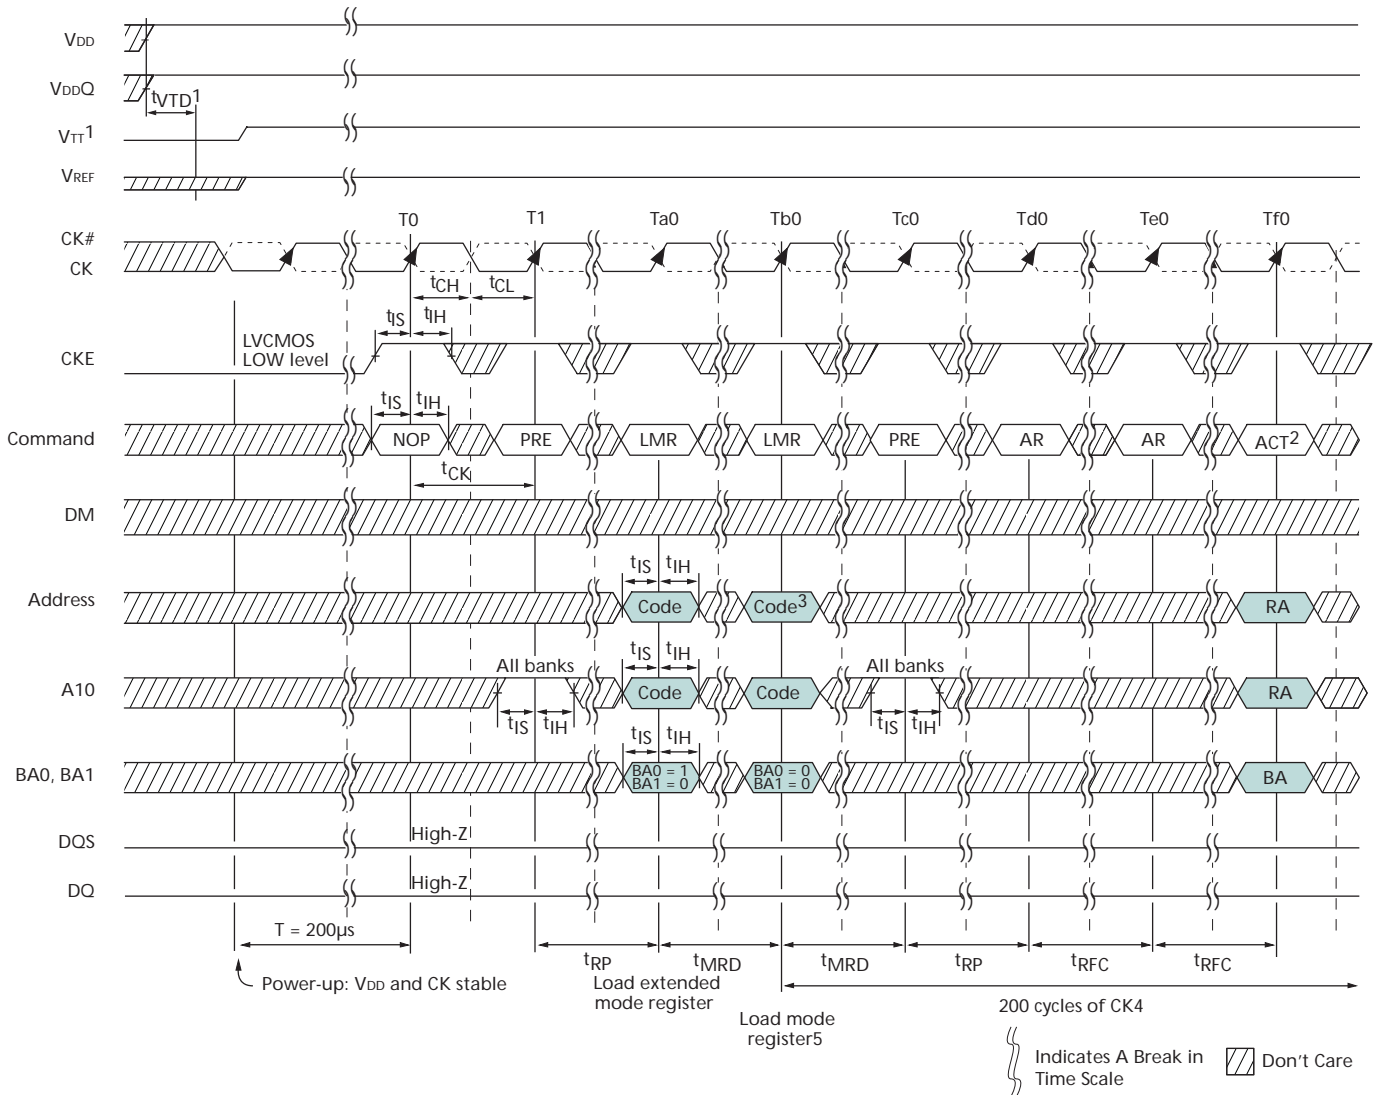 VDD
VDDQ
tVTD1
VTT1
VREF
T0 T1 Ta0 Tb0 Tc0 Td0 Te0 Tf0
CK#
CK
tCH tCL
tIS tIH
LVCMOS
LOW level
CKE
tIS tIH
Command NOP PRE LMR LMR PRE AR AR ACT2
tCK
DM
tIS tIH
Address Code Code3 RA
tIS tIH
All banks All banks
A10 Code Code RA
tIS tIH tIS tIH
tIS tIH
BA0, BA1 BA0 = 1 BA0 = 0 BA
BA1 = 0 BA1 = 0
DQS High-Z
DQ High-Z
T = 200µs
tRP tMRD tMRD tRP tRFC tRFC
Power-up: VDD and CK stable
Load extended
mode register
200 cycles of CK4
Load mode
register5
Indicates A Break in
Time Scale
Don't Care